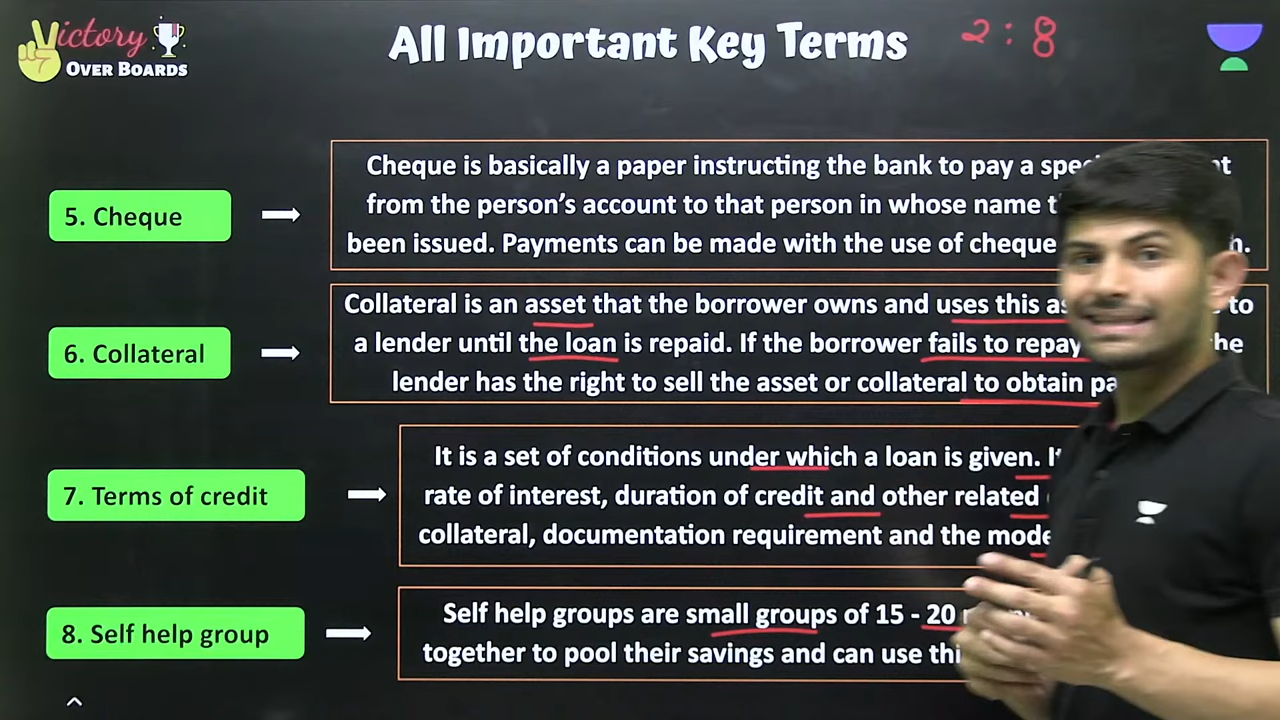 Victory
OVER BOARDS
All Important Key Terms
2 : 8
5. Cheque
Cheque is basically a paper instructing the bank to pay a
from the person's account to that person in whose name
been issued. Payments can be made with the use of cheque
6. Collateral
Collateral is an asset that the borrower owns and uses this to
a lender until the loan is repaid. If the borrower fails to repay
lender has the right to sell the asset or collateral to obtain
7. Terms of credit
It is a set of conditions under which a loan is given.
rate of interest, duration of credit and other related
collateral, documentation requirement and the mode
8. Self help group
Self help groups are small groups of 15 - 20
together to pool their savings and can use